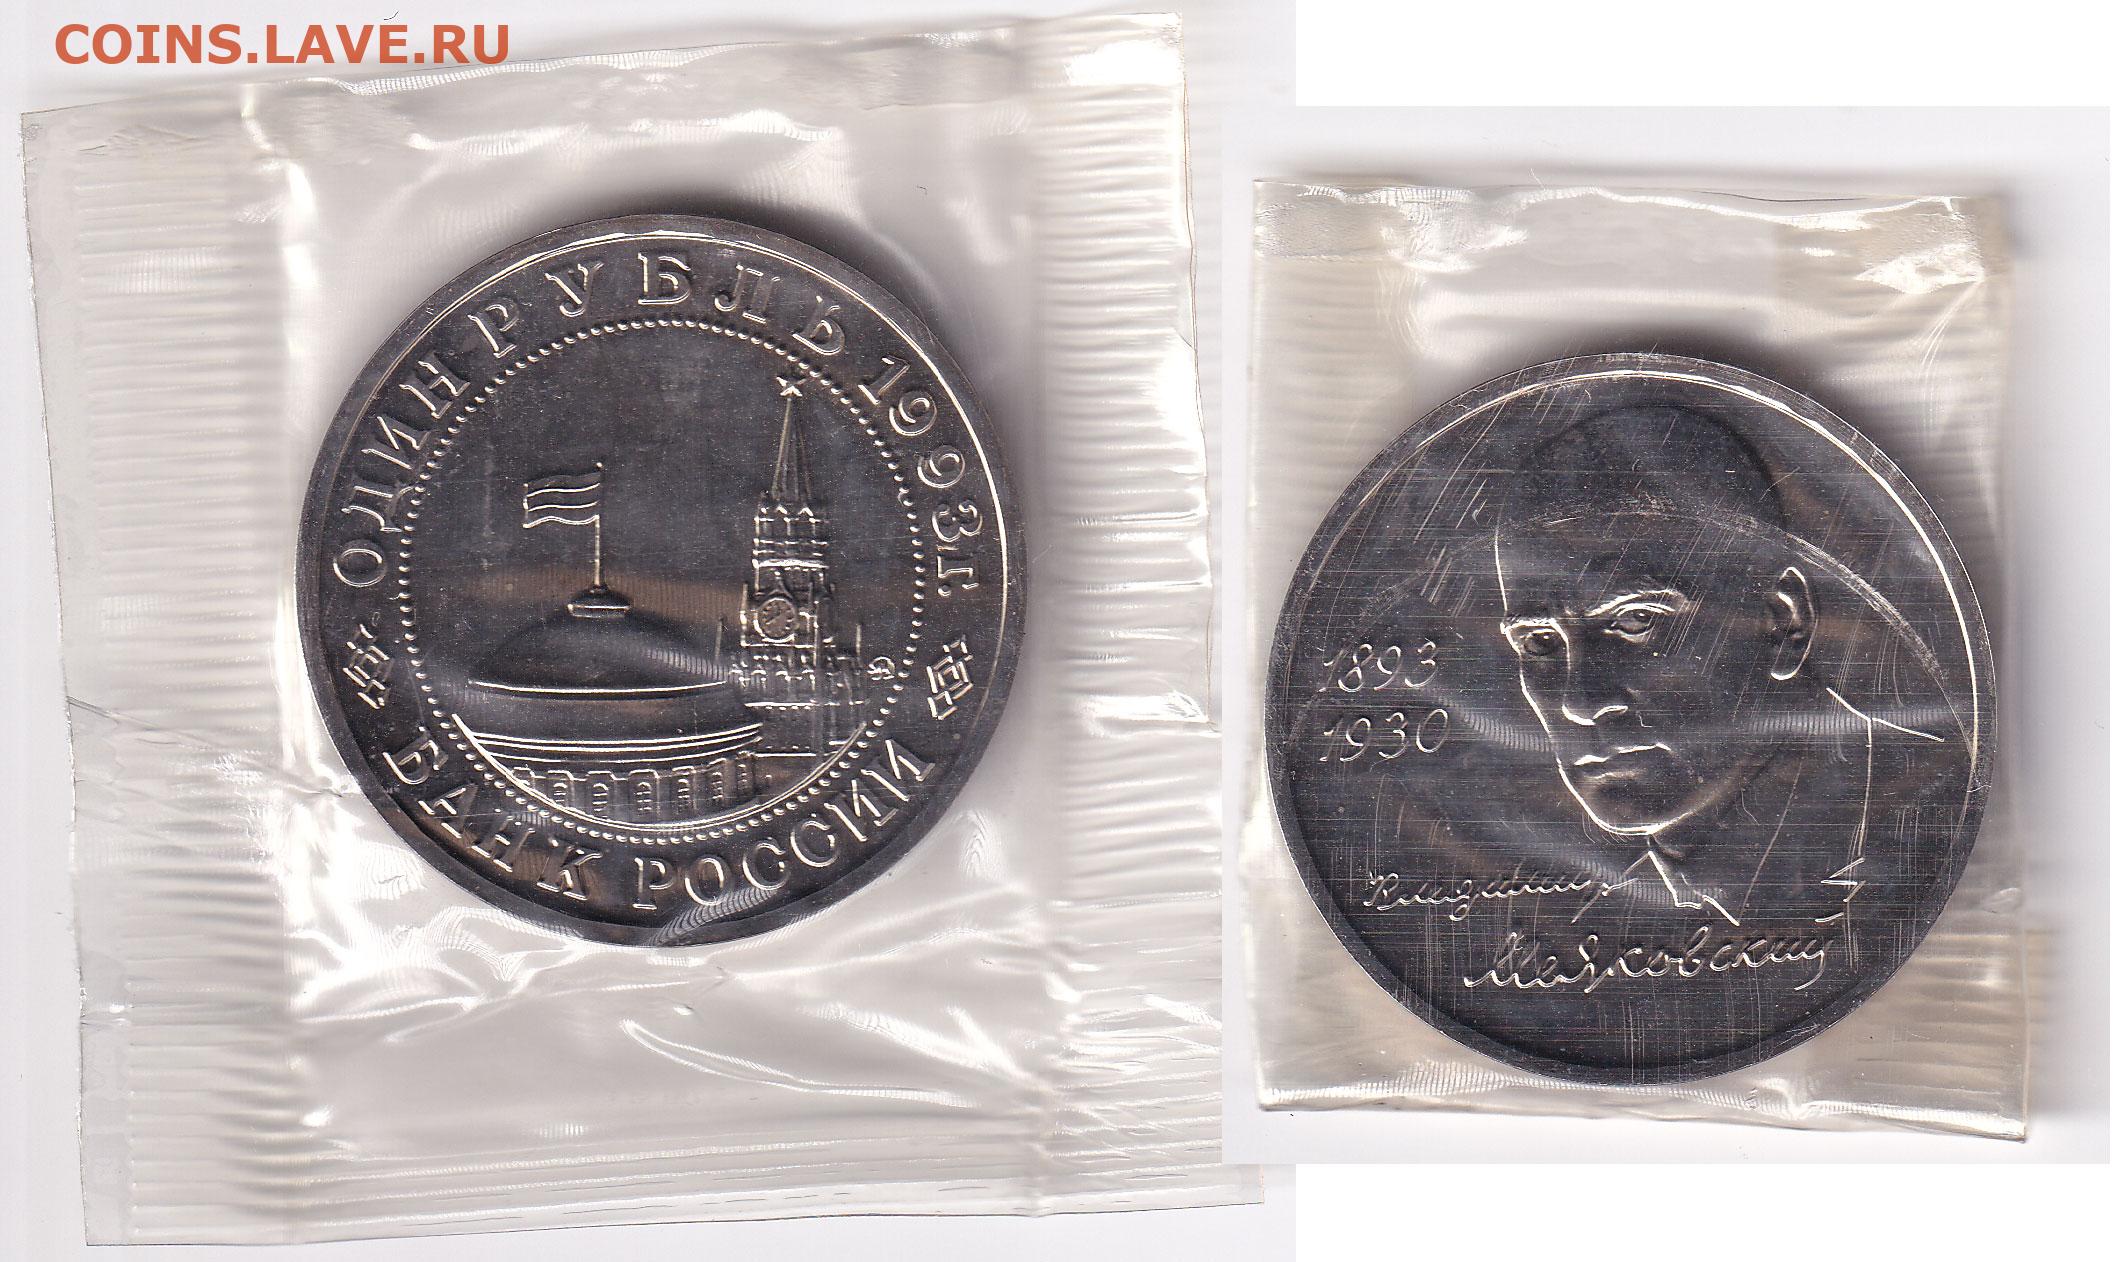 COINS.LAVE.RU
ОДИН РУБЛЬ 1993Г.
БАНК РОССИИ
1893
1930
Владимир
Маяковский